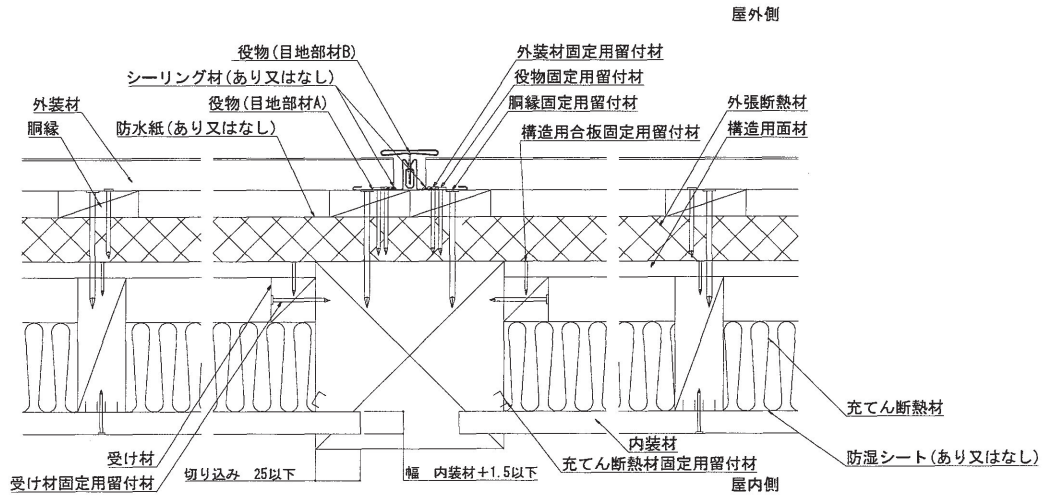 屋外側
役物(目地部材B)
外装材固定用留付材
シーリング材(あり又はなし)
役物固定用留付材
外装材
役物(目地部材A)
胴縁固定用留付材
外張断熱材
胴縁
防水紙(あり又はなし)
構造用合板固定用留付材
構造用面材
充てん断熱材
受け材
内装材
防湿シート(あり又はなし)
受け材固定用留付材
切り込み 25以下
幅 内装材+1.5以下
充てん断熱材固定用留付材
屋内側